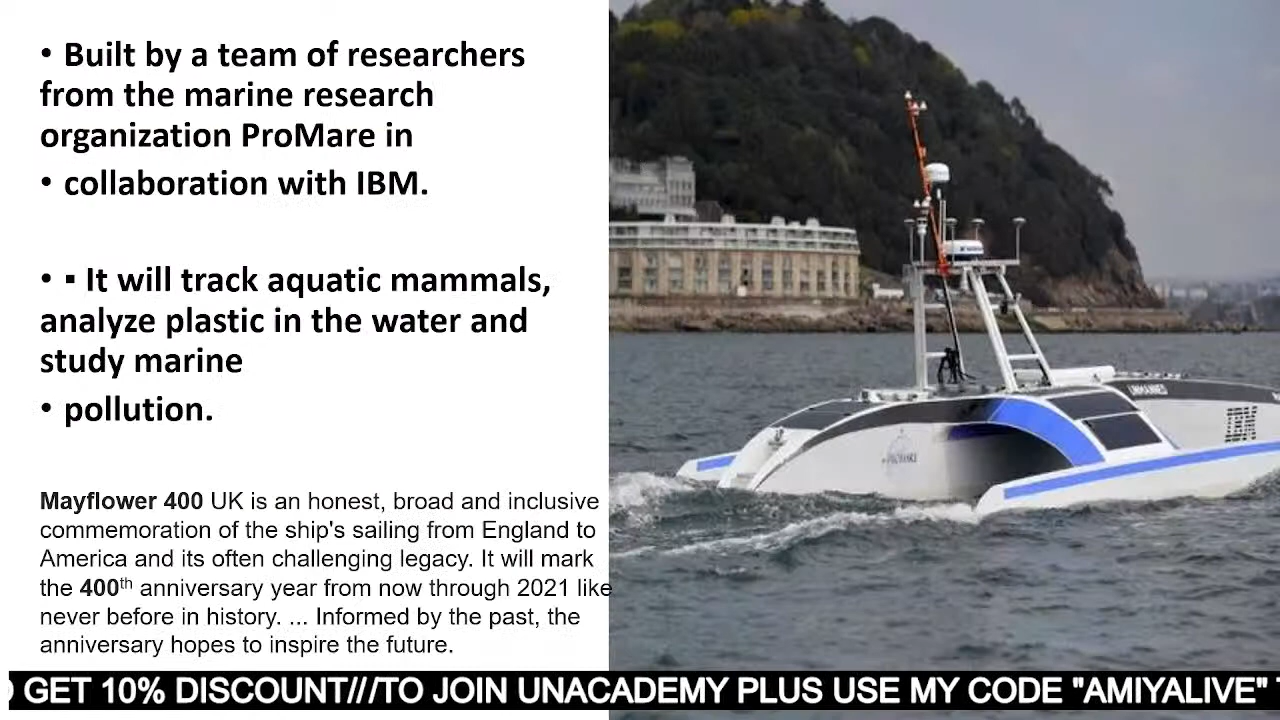 • Built by a team of researchers
from the marine research
organization ProMare in
• collaboration with IBM.
• ▪ It will track aquatic mammals,
analyze plastic in the water and
study marine
• pollution.
Mayflower 400 UK is an honest, broad and inclusive
commemoration of the ship's sailing from England to
America and its often challenging legacy. It will mark
the 400th anniversary year from now through 2021 like
never before in history. ... Informed by the past, the
anniversary hopes to inspire the future.
UNMANNED
IBM
PROMARE
GET 10% DISCOUNT///TO JOIN UNACADEMY PLUS USE MY CODE "AMIYALIVE"